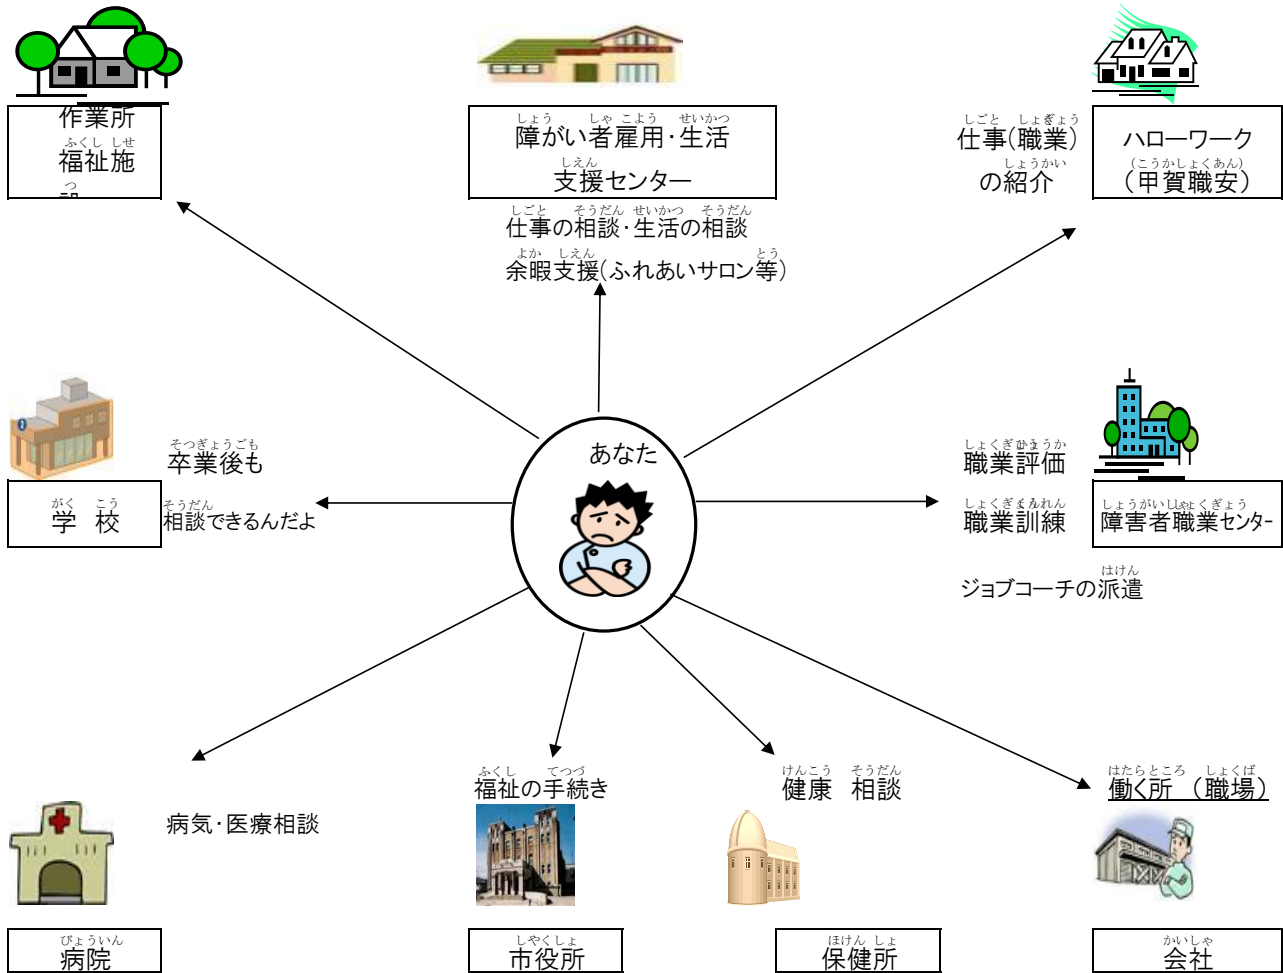 作業所
福祉施
障がい者雇用・生活
支援センター
仕事の相談・生活の相談
余暇支援(ふれあいサロン等)
仕事(職業)
の紹介
ハローワーク
(甲賀職安)
あなた
卒業後も
相談できるんだよ
学 校
職業評価
職業訓練
ジョブコーチの派遣
障害者職業センター
病気・医療相談
病院
福祉の手続き
市役所
健康 相談
保健所
働く所 (職場)
会社